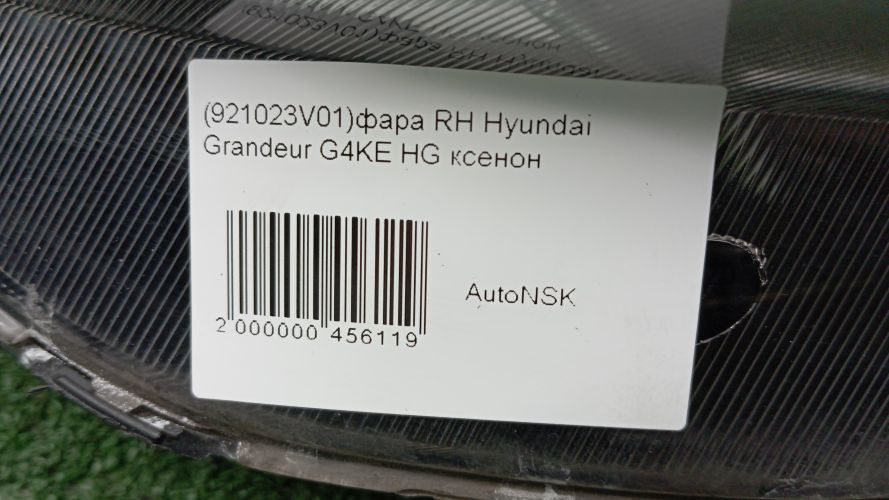 (921023V01)фара RH Hyundai
Grandeur G4KE HG ксенон
AutoNSK
2 000000 456119